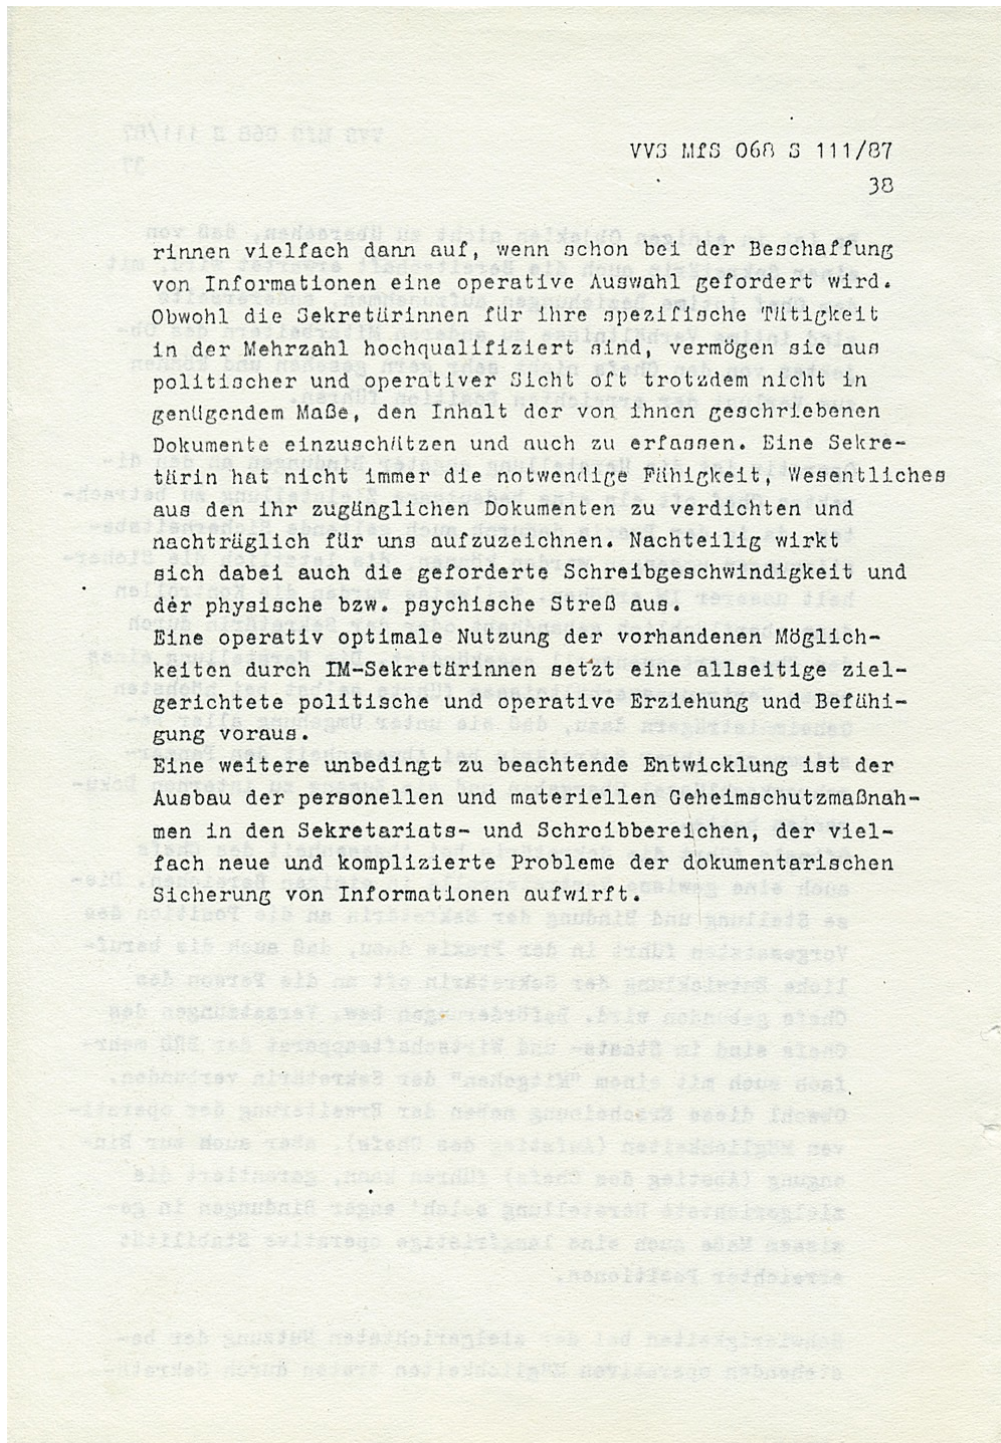 VVS MfS 068 S 111/87
38
rinnen vielfach dann auf, wenn schon bei der Beschaffung
von Informationen eine operative Auswahl gefordert wird.
Obwohl die Sekretärinnen für ihre spezifische Tätigkeit
in der Mehrzahl hochqualifiziert sind, vermögen sie aus
politischer und operativer Sicht oft trotzdem nicht in
genügendem Maße, den Inhalt der von ihnen geschriebenen
Dokumente einzuschätzen und auch zu erfassen. Eine Sekre-
tärin hat nicht immer die notwendige Fähigkeit, Wesentliches
aus den ihr zugänglichen Dokumenten zu verdichten und
nachträglich für uns aufzuzeichnen. Nachteilig wirkt
sich dabei auch die geforderte Schreibgeschwindigkeit und
der physische bzw. psychische Streß aus.
Eine operativ optimale Nutzung der vorhandenen Möglich-
keiten durch IM-Sekretärinnen setzt eine allseitige ziel-
gerichtete politische und operative Erziehung und Befähi-
gung voraus.
Eine weitere unbedingt zu beachtende Entwicklung ist der
Ausbau der personellen und materiellen Geheimschutzmaßnah-
men in den Sekretariats- und Schreibbereichen, der viel-
fach neue und komplizierte Probleme der dokumentarischen
Sicherung von Informationen aufwirft.